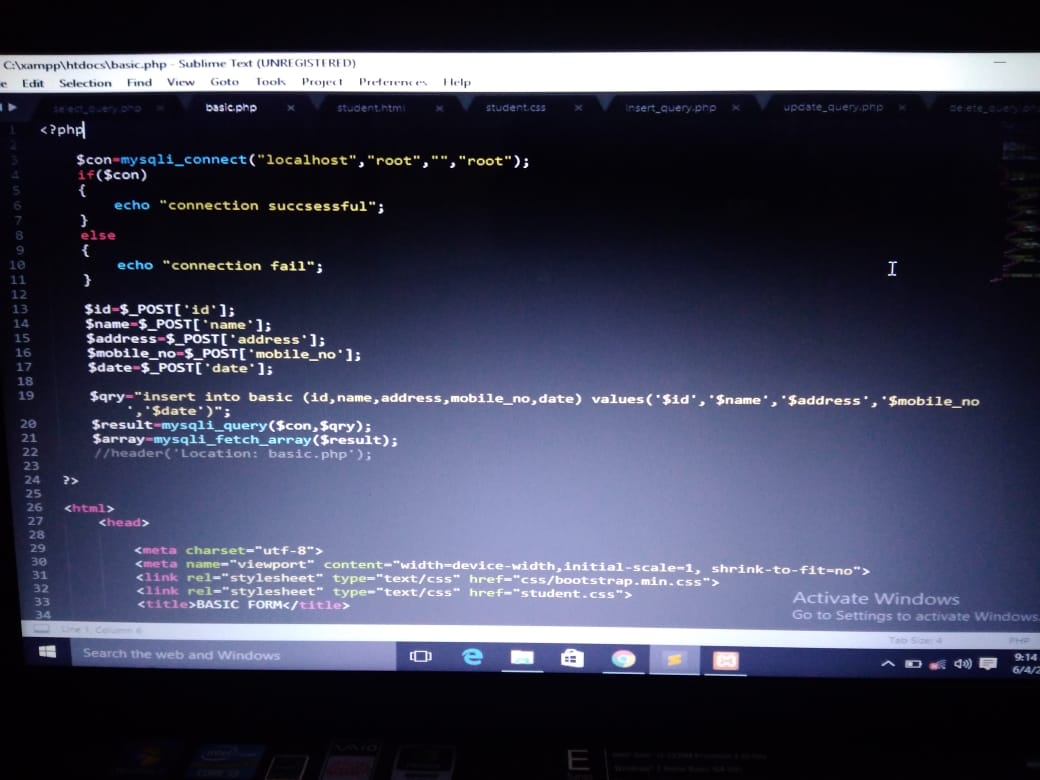 C:\xampp\htdocs\basic.php - Sublime Text (UNREGISTERED)
Edit Selection Find View Goto Tools Project Preferences Help
select_query.php basic.php student.html student.css insert_query.php update_query.php
1 <?php
2
3 $con=mysqli_connect("localhost","root","","root");
4 if($con)
5 {
6 echo "connection succsessful";
7 }
8 else
9 {
10 echo "connection fail";
11 }
12
13 $id=$_POST['id'];
14 $name=$_POST['name'];
15 $address=$_POST['address'];
16 $mobile_no=$_POST['mobile_no'];
17 $date=$_POST['date'];
18
19 $qry="insert into basic (id,name,address,mobile_no,date) values('$id','$name','$address','$mobile_no
','$date')";
20 $result=mysqli_query($con,$qry);
21 $array=mysqli_fetch_array($result);
22 //header('Location: basic.php');
23
24 ?>
25
26 <html>
27 <head>
28
29 <meta charset="utf-8">
30 <meta name="viewport" content="width=device-width,initial-scale=1, shrink-to-fit=no">
31 <link rel="stylesheet" type="text/css" href="css/bootstrap.min.css">
32 <link rel="stylesheet" type="text/css" href="student.css">
33 <title>BASIC FORM</title>
34
Activate Windows
Go to Settings to activate Windows.
Line 1, Column 6 Tab Size: 4 PHP
Search the web and Windows
9:14
6/4/2
VAIO
E